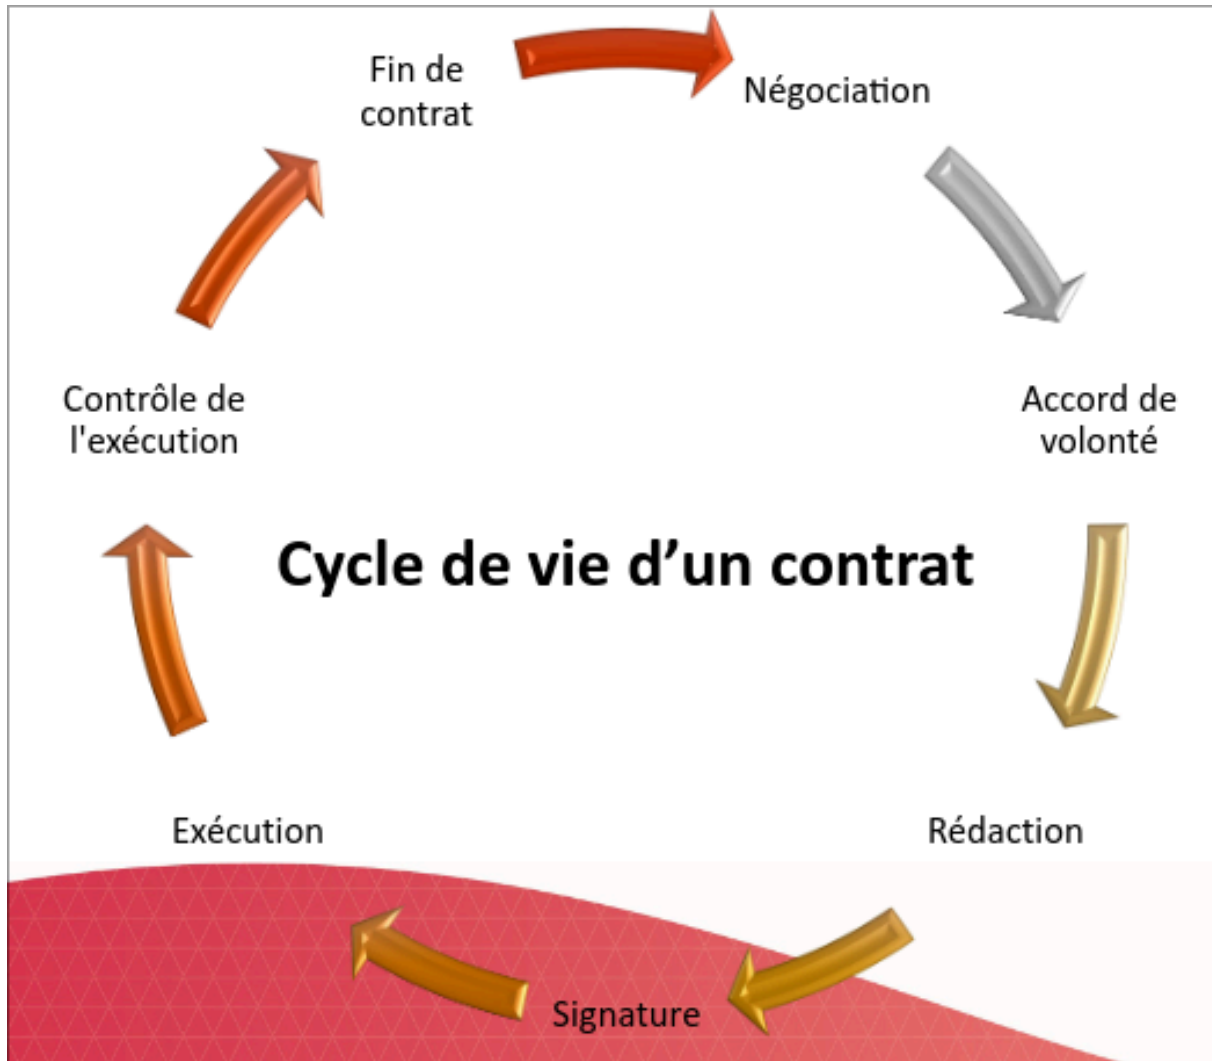 Fin de
contrat
Négociation
Accord de
volonté
Contrôle de
l'exécution
Cycle de vie d’un contrat
Exécution
Rédaction
Signature